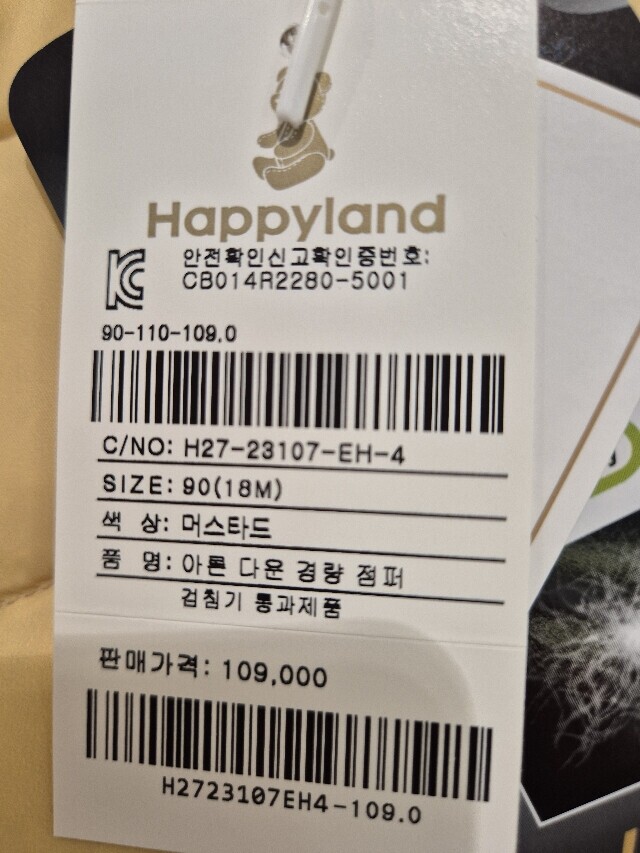 Happyland
안전확인신고확인증번호:
CB014R2280-5001
90-110-109.0
C/NO: H27-23107-EH-4
SIZE: 90(18M)
색 상: 머스타드
품 명: 아론 다운 경량 점퍼
검침기 통과제품
판매가격: 109,000
H2723107EH4-109.0